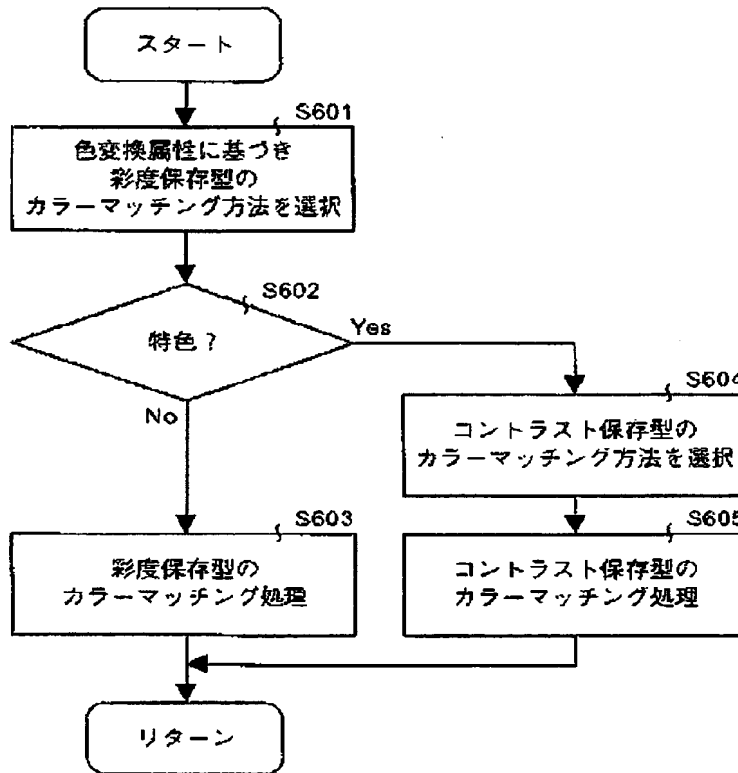 スタート
S601
色変換属性に基づき
彩度保存型の
カラーマッチング方法を選択
S602
特色？
Yes
No
S604
コントラスト保存型の
カラーマッチング方法を選択
S603
彩度保存型の
カラーマッチング処理
S605
コントラスト保存型の
カラーマッチング処理
リターン